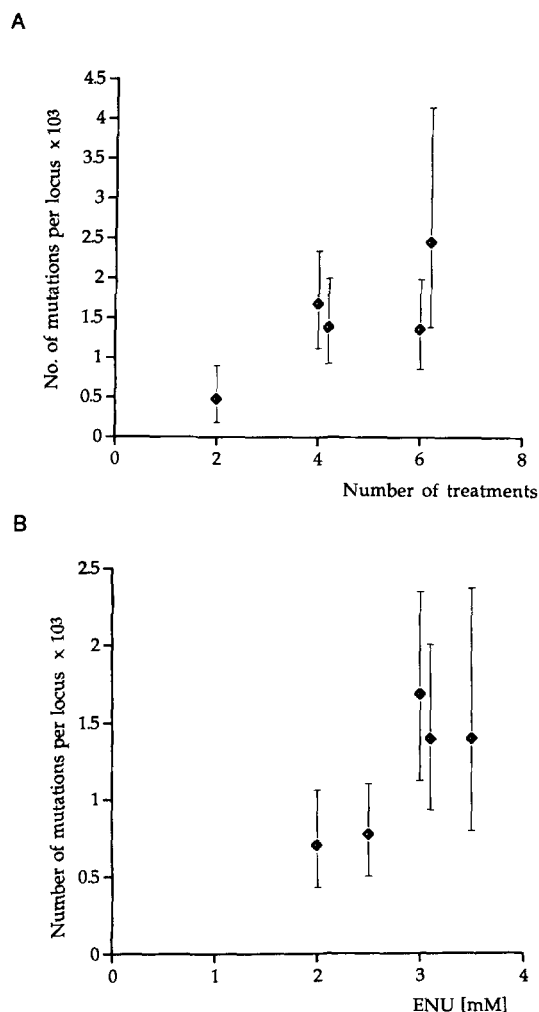 A
4.5
4
3.5
3
2.5
2
1.5
1
0.5
0
No. of mutations per locus x 103
0 2 4 6 8
Number of treatments
B
2.5
2
1.5
1
0.5
0
Number of mutations per locus x 103
0 1 2 3 4
ENU [mM]